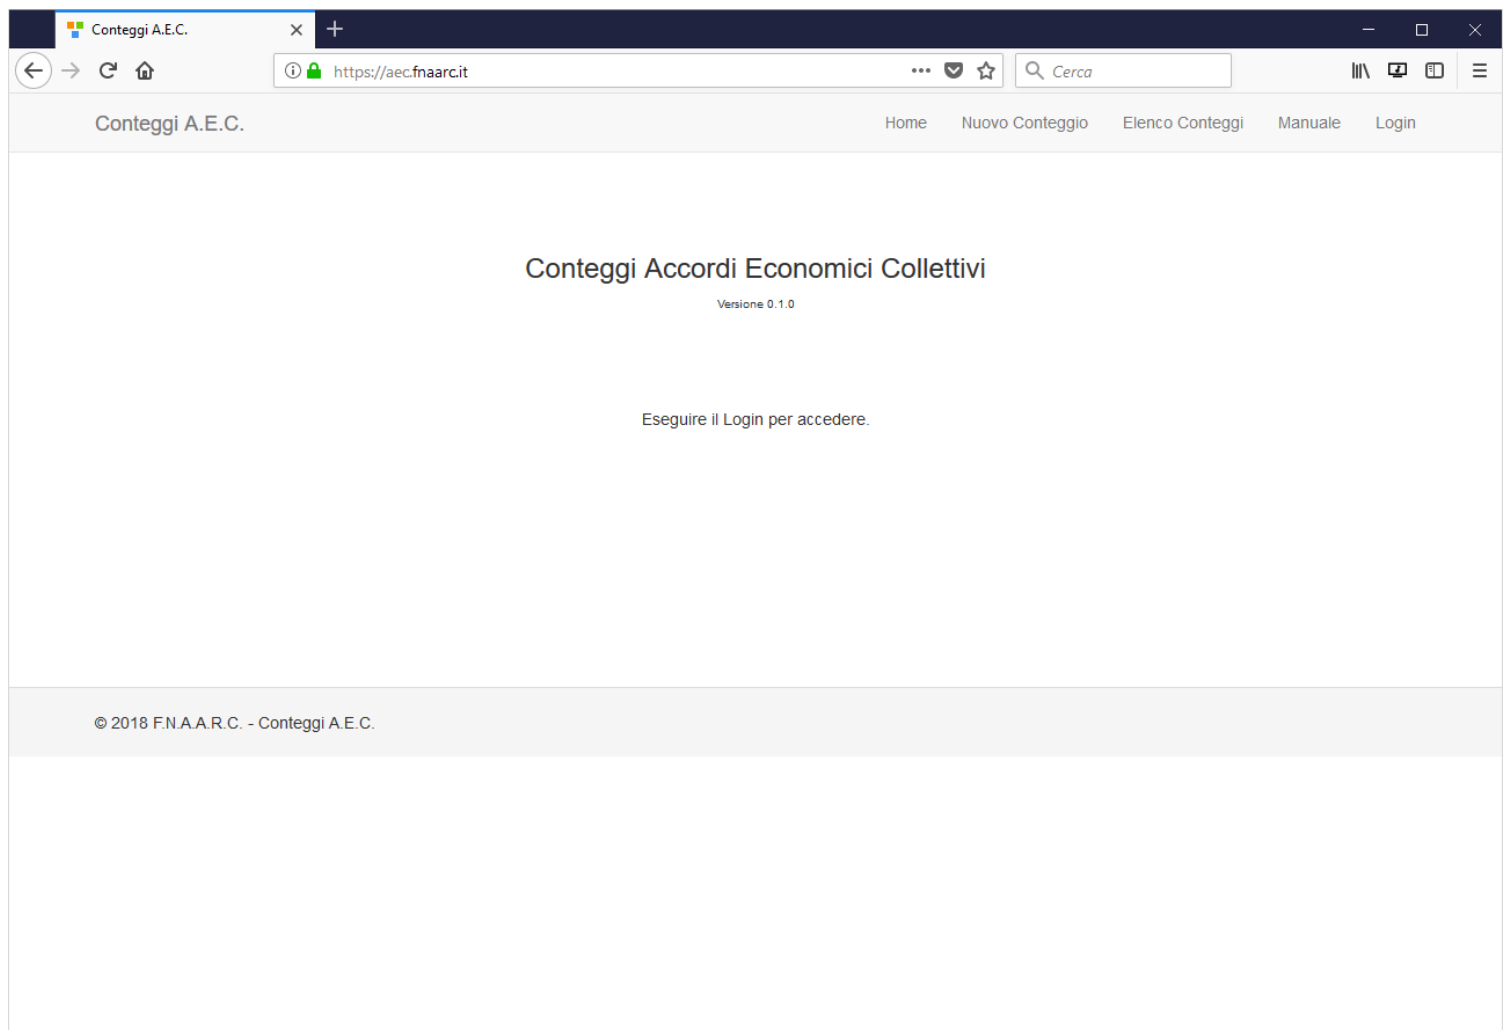 Conteggi A.E.C.
https://aec.fnaarc.it
Cerca
Conteggi A.E.C.
Home
Nuovo Conteggio
Elenco Conteggi
Manuale
Login
Conteggi Accordi Economici Collettivi
Versione 0.1.0
Eseguire il Login per accedere.
© 2018 F.N.A.A.R.C. - Conteggi A.E.C.